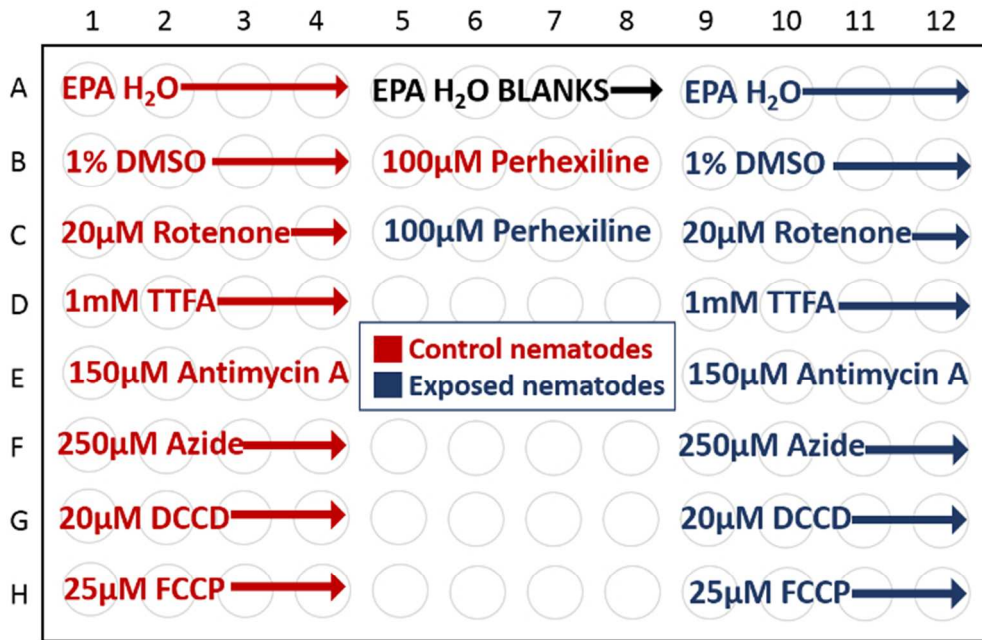 1 2 3 4 5 6 7 8 9 10 11 12
A EPA H₂O EPA H₂O BLANKS EPA H₂O
B 1% DMSO 100µM Perhexiline 1% DMSO
C 20µM Rotenone 100µM Perhexiline 20µM Rotenone
D 1mM TTFA 1mM TTFA
Control nematodes
E 150µM Antimycin A Exposed nematodes 150µM Antimycin A
F 250µM Azide 250µM Azide
G 20µM DCCD 20µM DCCD
H 25µM FCCP 25µM FCCP